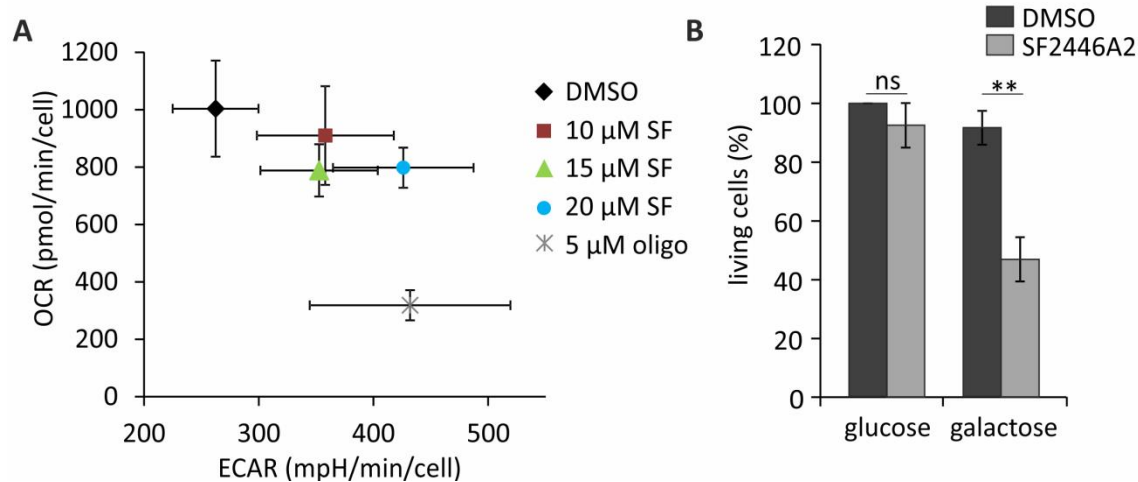 A
1200
1000
800
600
400
200
0
OCR (pmol/min/cell)
200 300 400 500
ECAR (mpH/min/cell)
DMSO
10 µM SF
15 µM SF
20 µM SF
5 µM oligo
B
DMSO
SF2446A2
120
100
80
60
40
20
0
living cells (%)
ns
**
glucose galactose